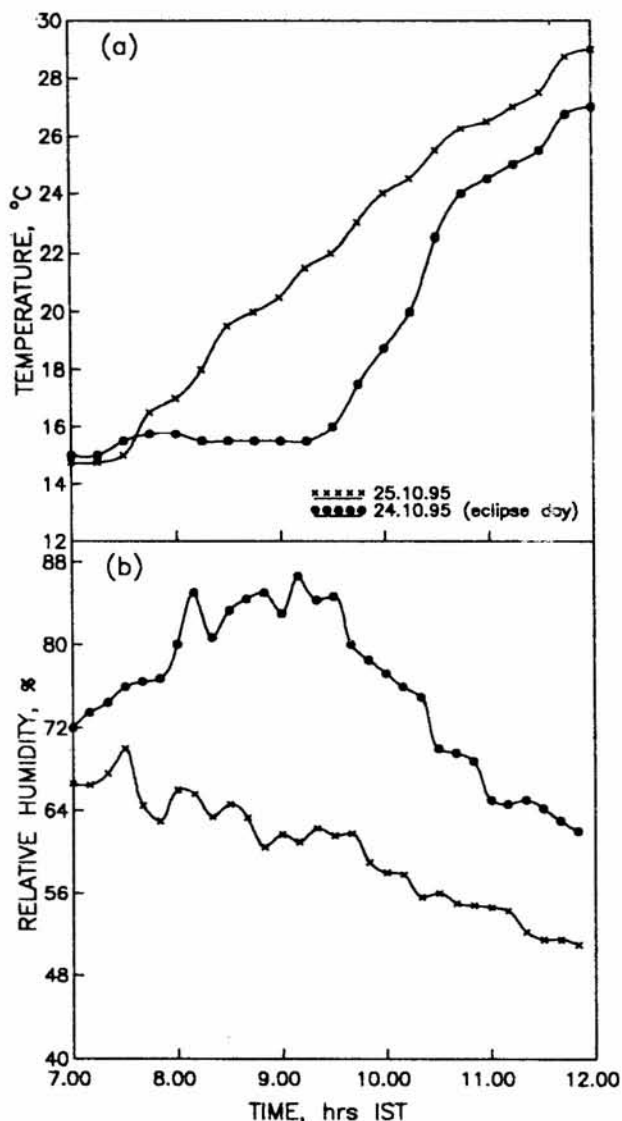 (a)
30
28
26
24
22
20
18
16
14
12
TEMPERATURE, °C
25.10.95
24.10.95 (eclipse day)
(b)
88
80
72
64
56
48
40
RELATIVE HUMIDITY, %
7.00 8.00 9.00 10.00 11.00 12.00
TIME, hrs IST